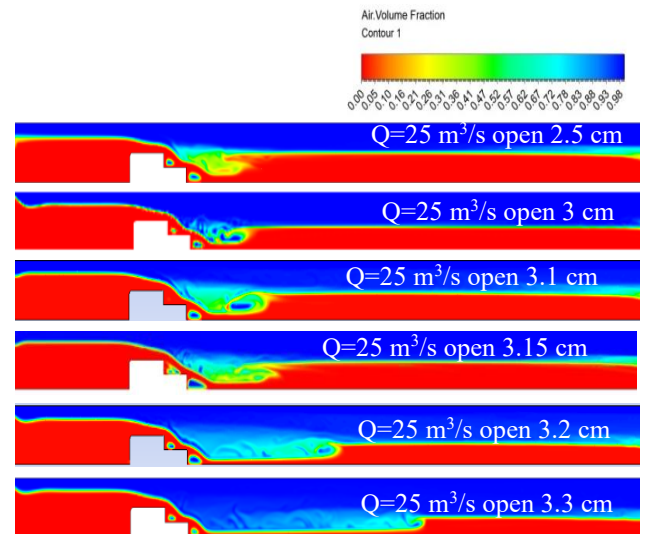 Air.Volume Fraction
Contour 1
0.00 0.05 0.10 0.16 0.21 0.26 0.31 0.36 0.41 0.47 0.52 0.57 0.62 0.67 0.72 0.78 0.83 0.88 0.93 0.98
Q=25 m³/s open 2.5 cm
Q=25 m³/s open 3 cm
Q=25 m³/s open 3.1 cm
Q=25 m³/s open 3.15 cm
Q=25 m³/s open 3.2 cm
Q=25 m³/s open 3.3 cm